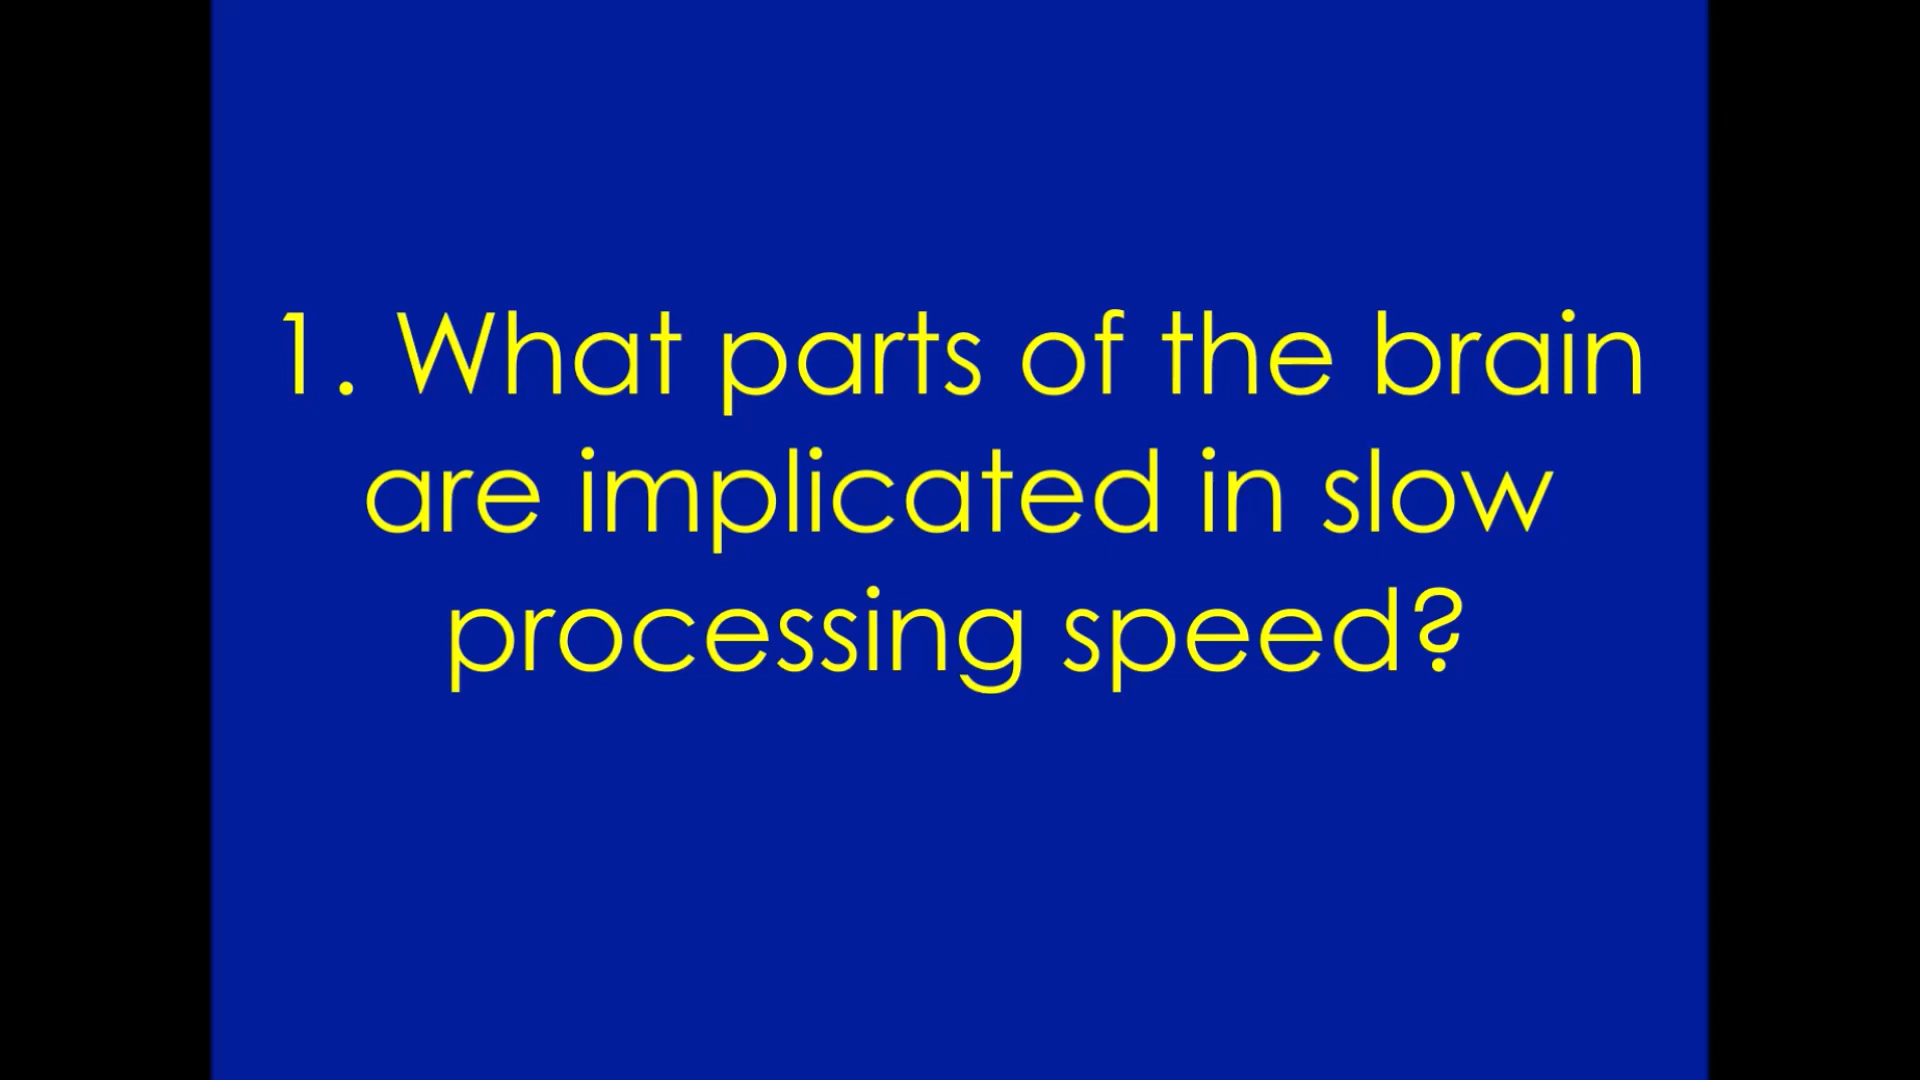 1. What parts of the brain
are implicated in slow
processing speed?